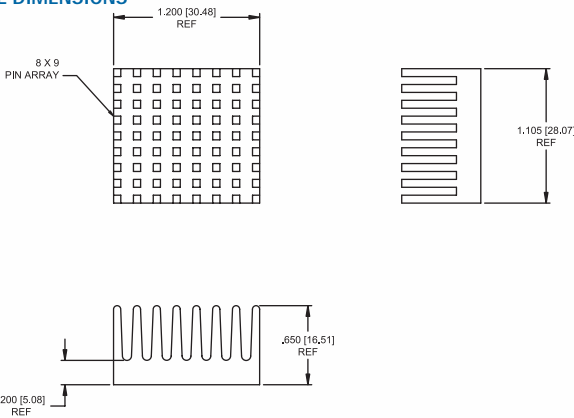 DIMENSIONS
1.200 [30.48]
REF
8 X 9
PIN ARRAY
1.105 [28.07]
REF
.650 [16.51]
REF
200 [5.08]
REF